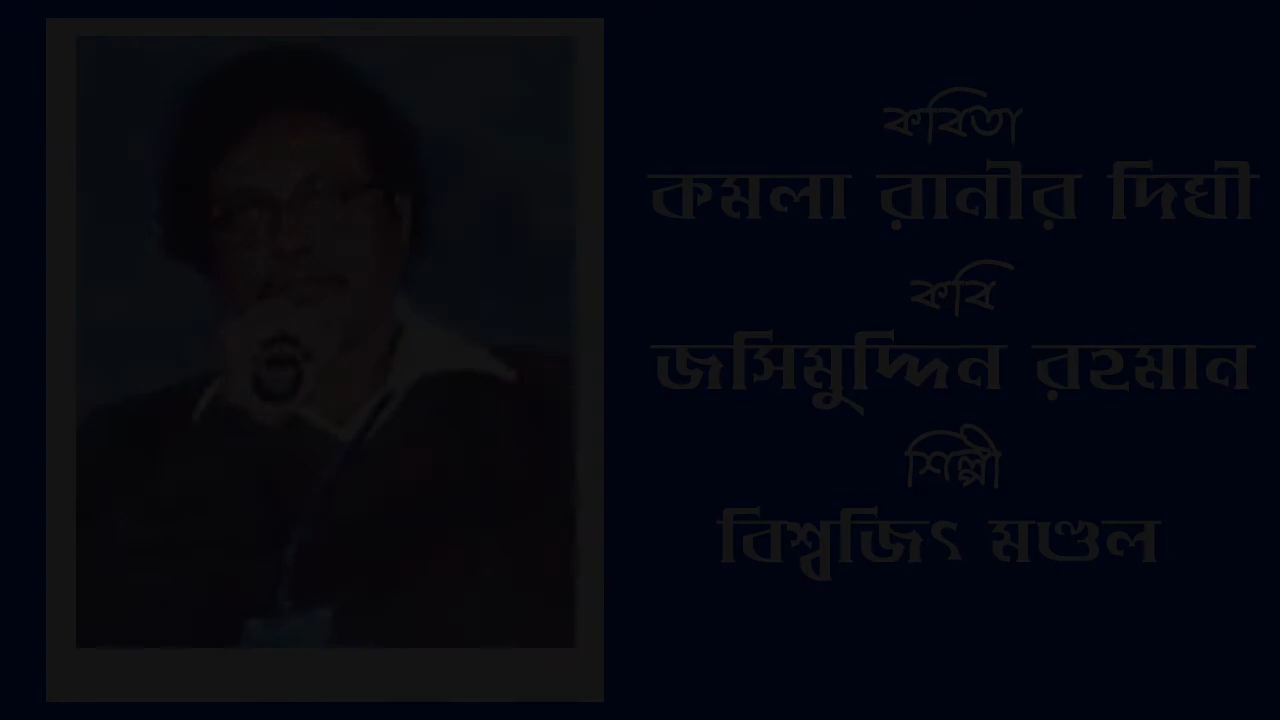 কবিতা
কমলা রানীর দিঘী
কবি
জসিমুদ্দিন রহমান
শিল্পী
বিশ্বজিৎ মণ্ডল